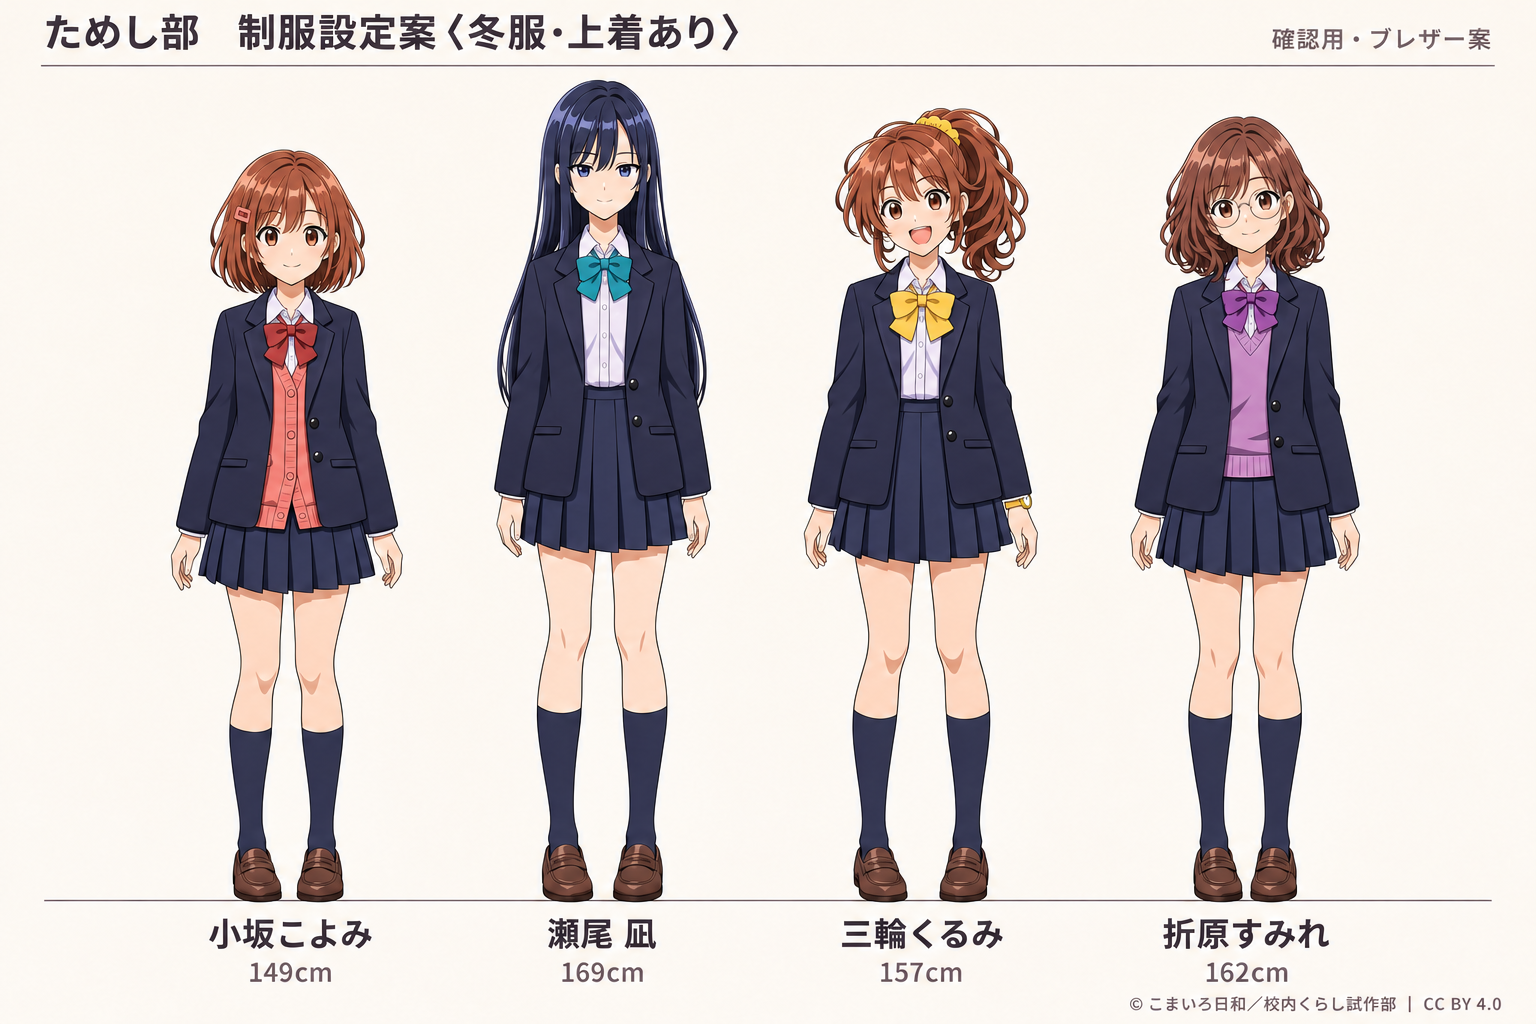 ためし部　制服設定案〈冬服・上着あり〉
確認用・ブレザー案
小坂こよみ
149cm
瀬尾 凪
169cm
三輪くるみ
157cm
折原すみれ
162cm
© こまいろ日和／校内くらし試作部 | CC BY 4.0